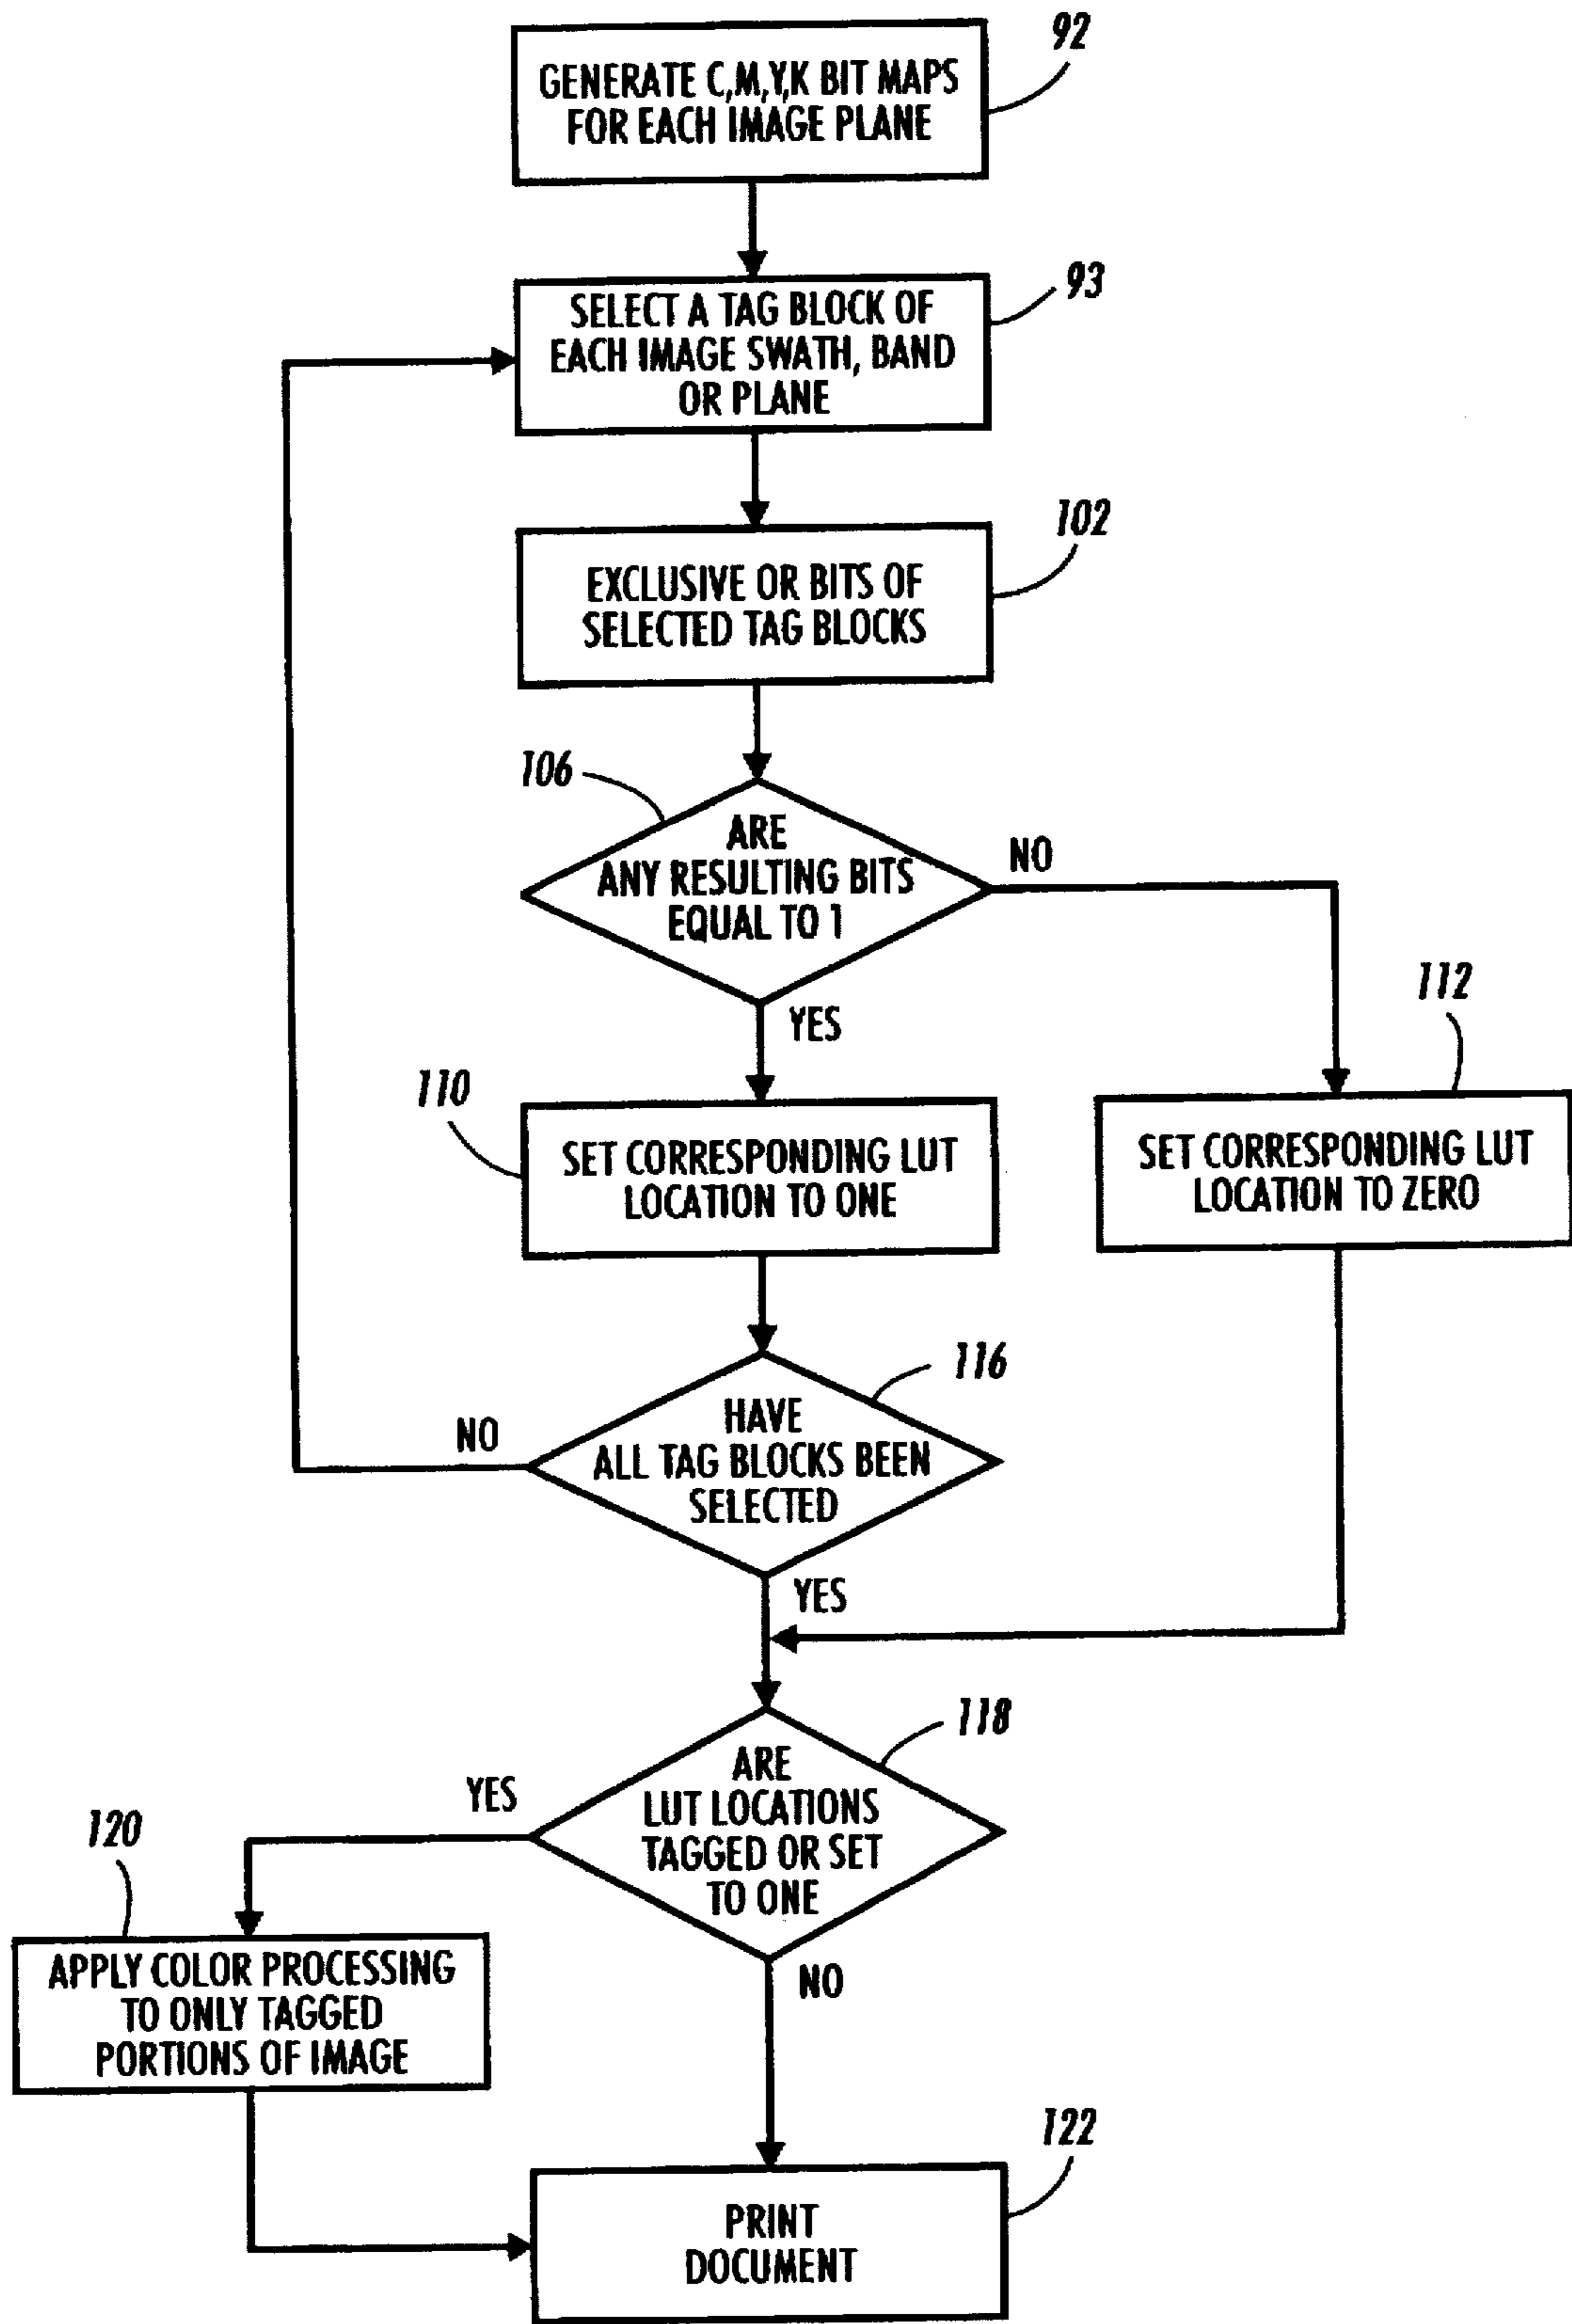 92
GENERATE C,M,Y,K BIT MAPS
FOR EACH IMAGE PLANE
93
SELECT A TAG BLOCK OF
EACH IMAGE SWATH, BAND
OR PLANE
102
EXCLUSIVE OR BITS OF
SELECTED TAG BLOCKS
106
ARE
ANY RESULTING BITS
EQUAL TO 1
NO
YES
110
SET CORRESPONDING LUT
LOCATION TO ONE
112
SET CORRESPONDING LUT
LOCATION TO ZERO
116
HAVE
ALL TAG BLOCKS BEEN
SELECTED
NO
YES
118
ARE
LUT LOCATIONS
TAGGED OR SET
TO ONE
YES
NO
120
APPLY COLOR PROCESSING
TO ONLY TAGGED
PORTIONS OF IMAGE
122
PRINT
DOCUMENT